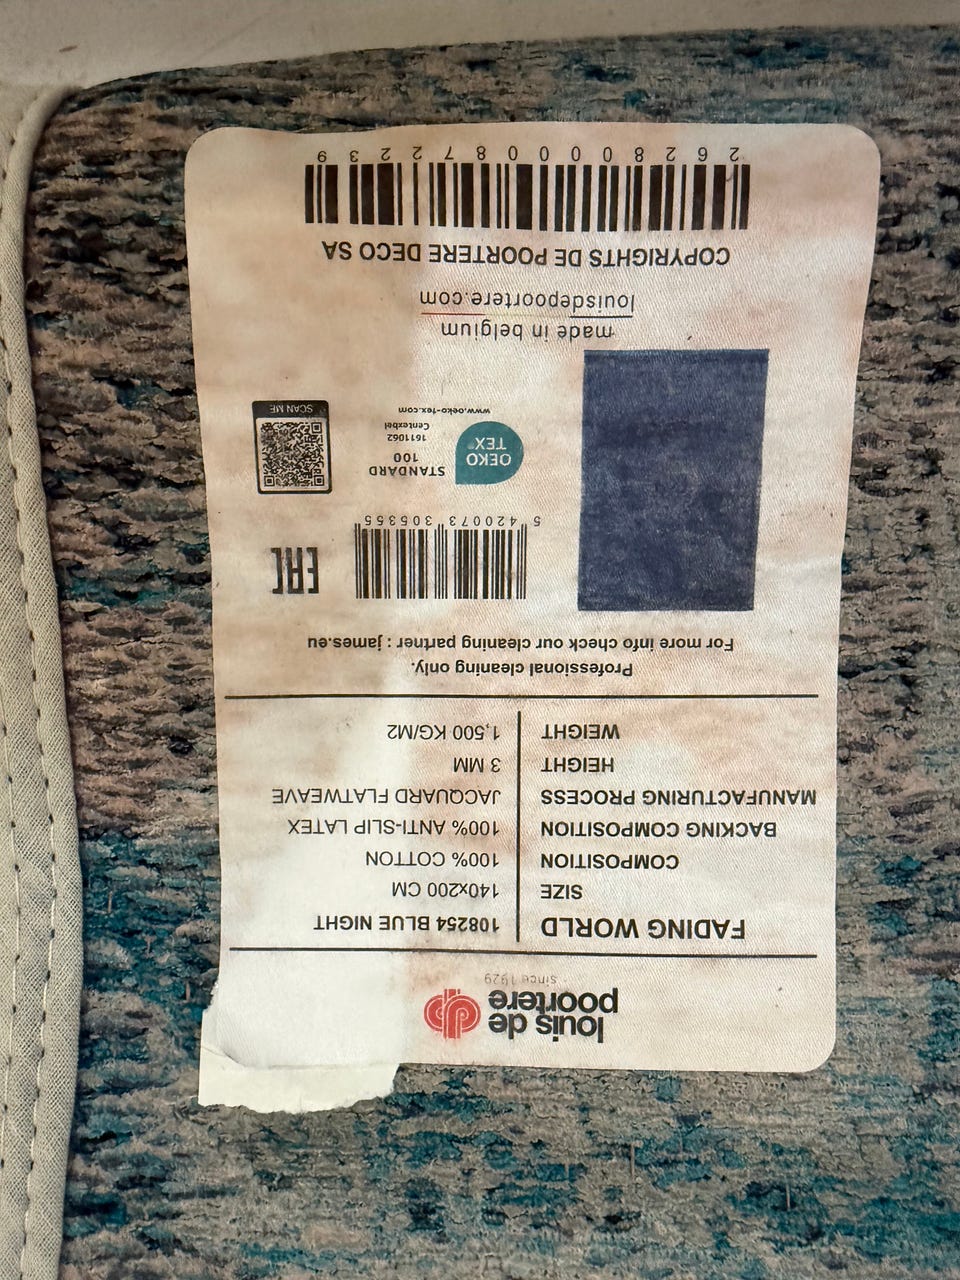 louis de
poortere
since 1929
FADING WORLD 108254 BLUE NIGHT
SIZE 140x200 CM
COMPOSITION 100% COTTON
BACKING COMPOSITION 100% ANTI-SLIP LATEX
MANUFACTURING PROCESS JACQUARD FLATWEAVE
HEIGHT 3 MM
WEIGHT 1,500 KG/M2
Professional cleaning only.
For more info check our cleaning partner : james.eu
5 420073 305355
EAC
OEKO
TEX
STANDARD
100
1511062
Centexbel
www.oeko-tex.com
SCAN ME
made in belgium
louisdepoortere.com
COPYRIGHTS DE POORTERE DECO SA
26280000872239